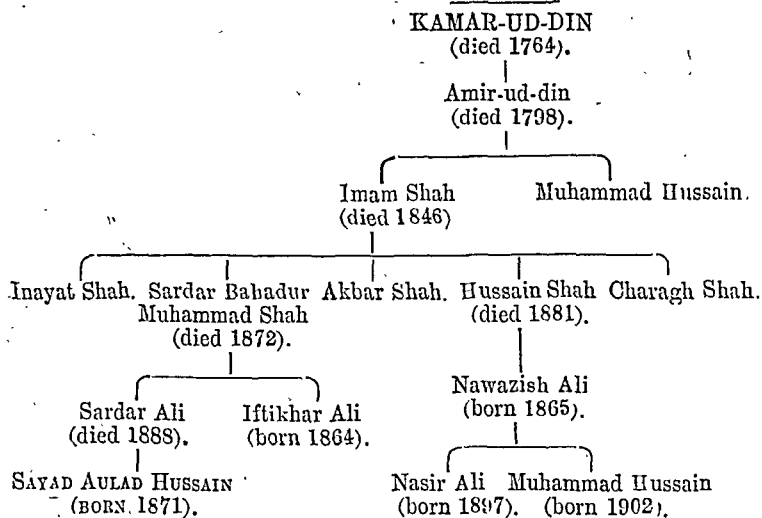 KAMAR-UD-DIN
(died 1764).
Amir-ud-din
(died 1798).
Imam Shah Muhammad Hussain.
(died 1846)
Inayat Shah. Sardar Bahadur Akbar Shah. Hussain Shah Charagh Shah.
Muhammad Shah (died 1881).
(died 1872).
Nawazish Ali
Sardar Ali Iftikhar Ali (born 1865).
(died 1888). (born 1864).
SAYAD AULAD HUSSAIN Nasir Ali Muhammad Hussain
(BORN 1871). (born 1897). (born 1902).